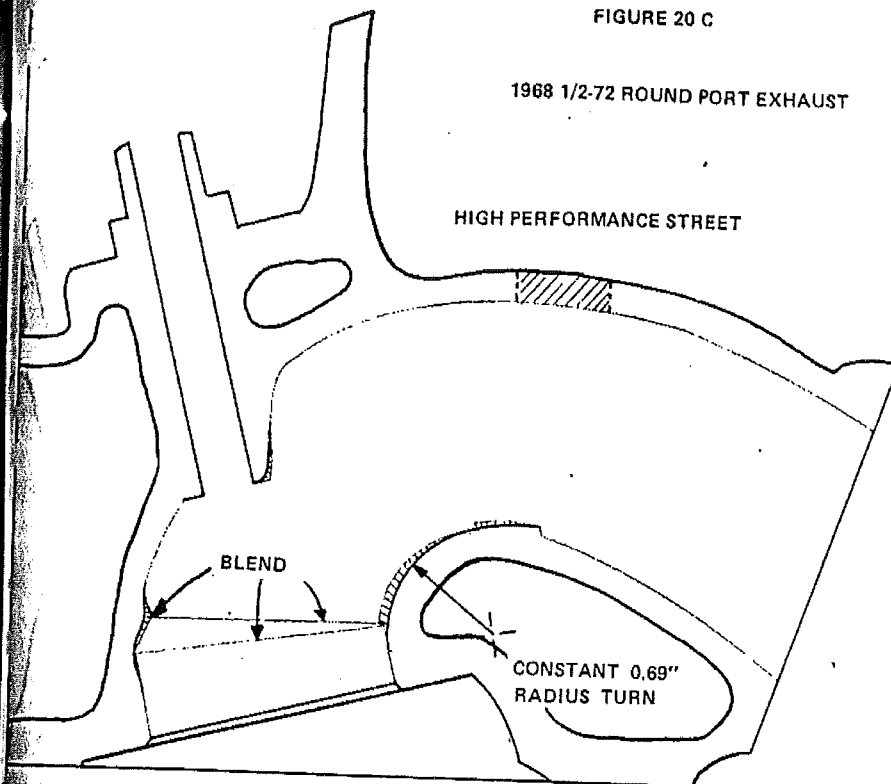 FIGURE 20 C
1968 1/2-72 ROUND PORT EXHAUST
HIGH PERFORMANCE STREET
BLEND
CONSTANT 0.69"
RADIUS TURN